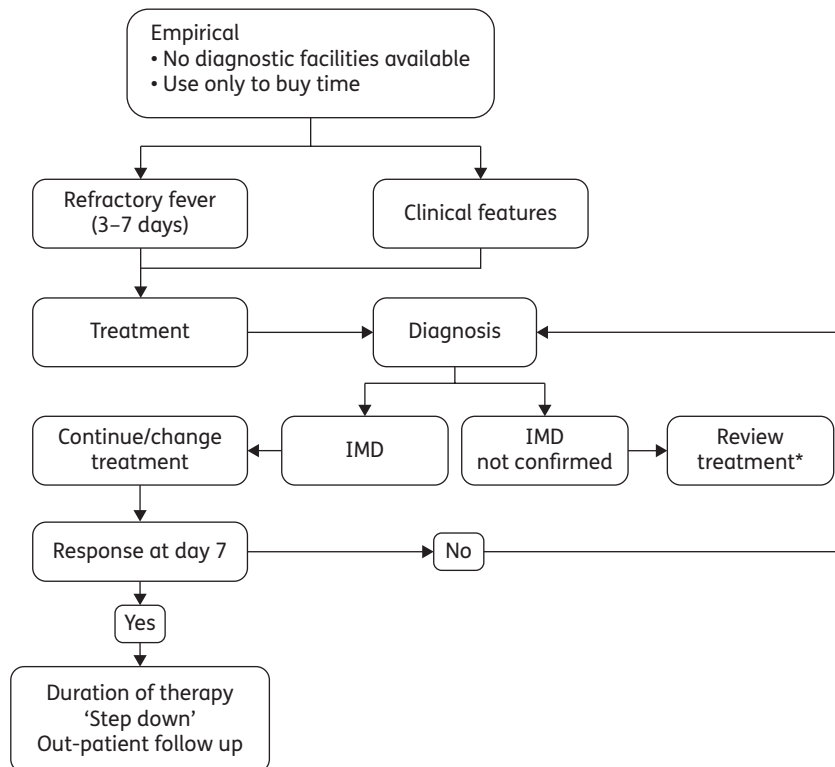 Empirical
• No diagnostic facilities available
• Use only to buy time
Refractory fever
(3–7 days)
Clinical features
Treatment
Diagnosis
Continue/change
treatment
IMD
IMD
not confirmed
Review
treatment*
Response at day 7
No
Yes
Duration of therapy
‘Step down’
Out-patient follow up